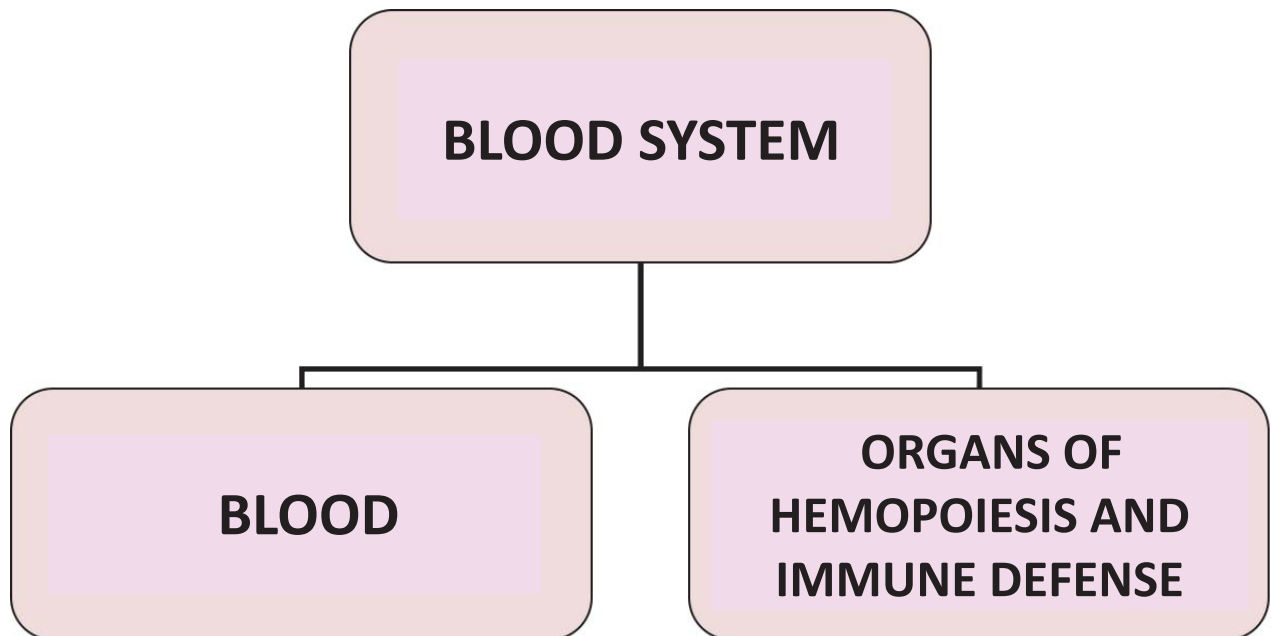 BLOOD SYSTEM
BLOOD
ORGANS OF
HEMOPOIESIS AND
IMMUNE DEFENSE